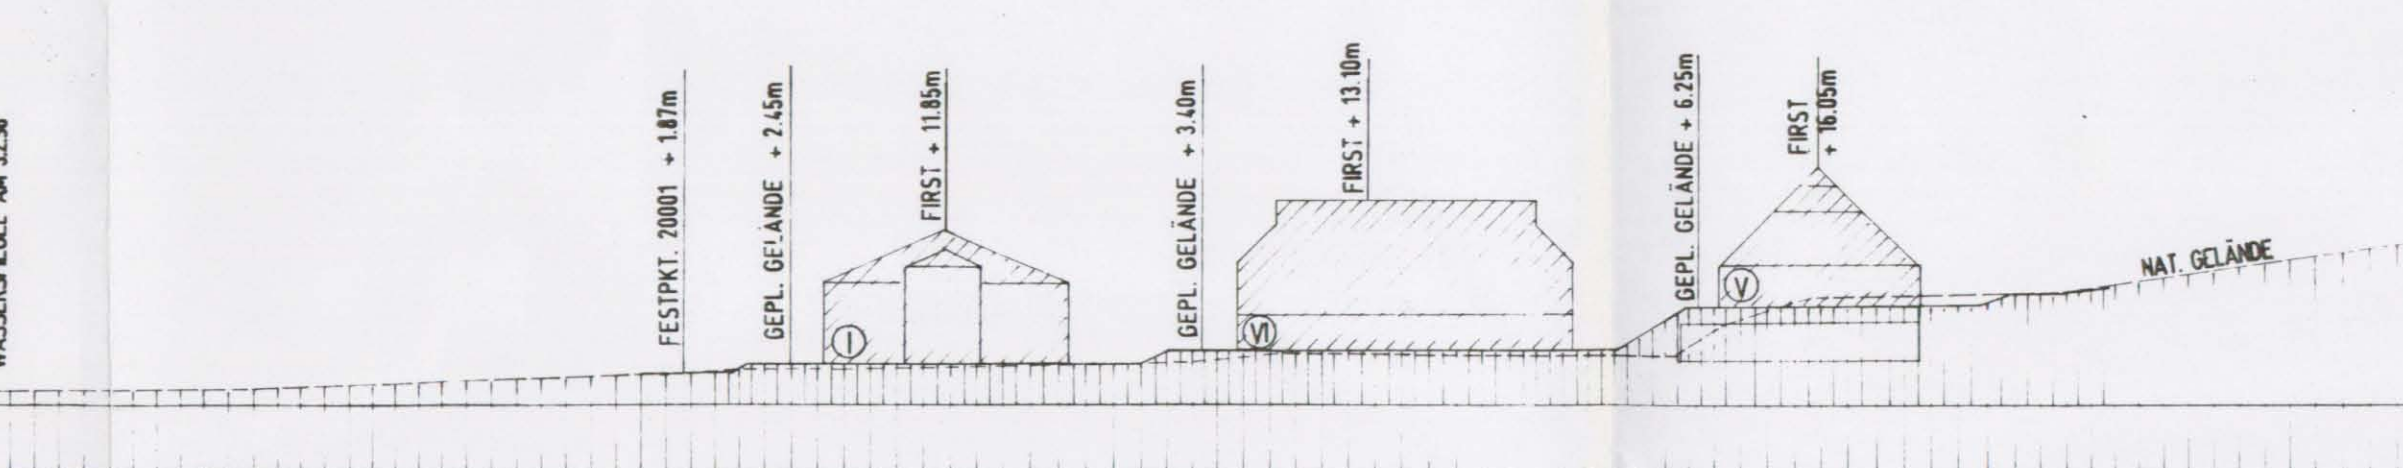 FESTPKT. 20001 + 1.87m
GEPL. GELÄNDE + 2.45m
FIRST + 11.85m
GEPL. GELÄNDE + 3.40m
FIRST + 13.10m
GEPL. GELÄNDE + 6.25m
FIRST
+ 16.05m
I
VI
V
NAT. GELÄNDE